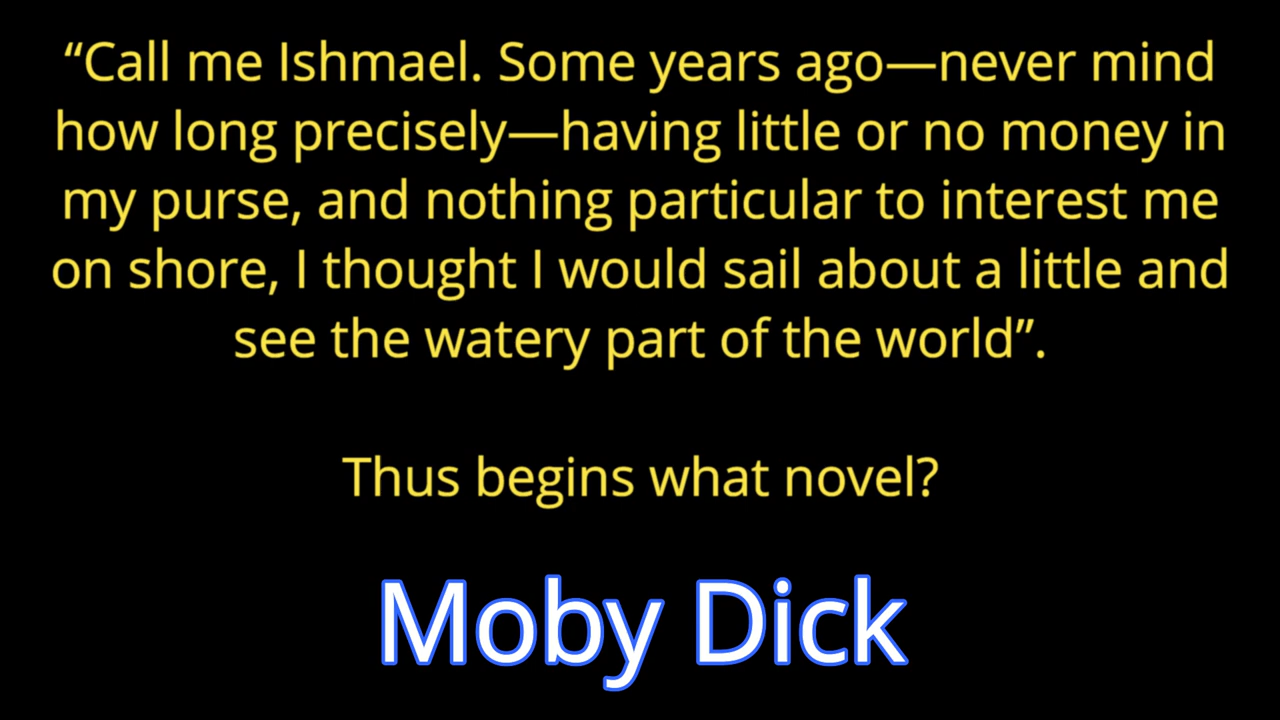 “Call me Ishmael. Some years ago—never mind
how long precisely—having little or no money in
my purse, and nothing particular to interest me
on shore, I thought I would sail about a little and
see the watery part of the world”.
Thus begins what novel?
Moby Dick